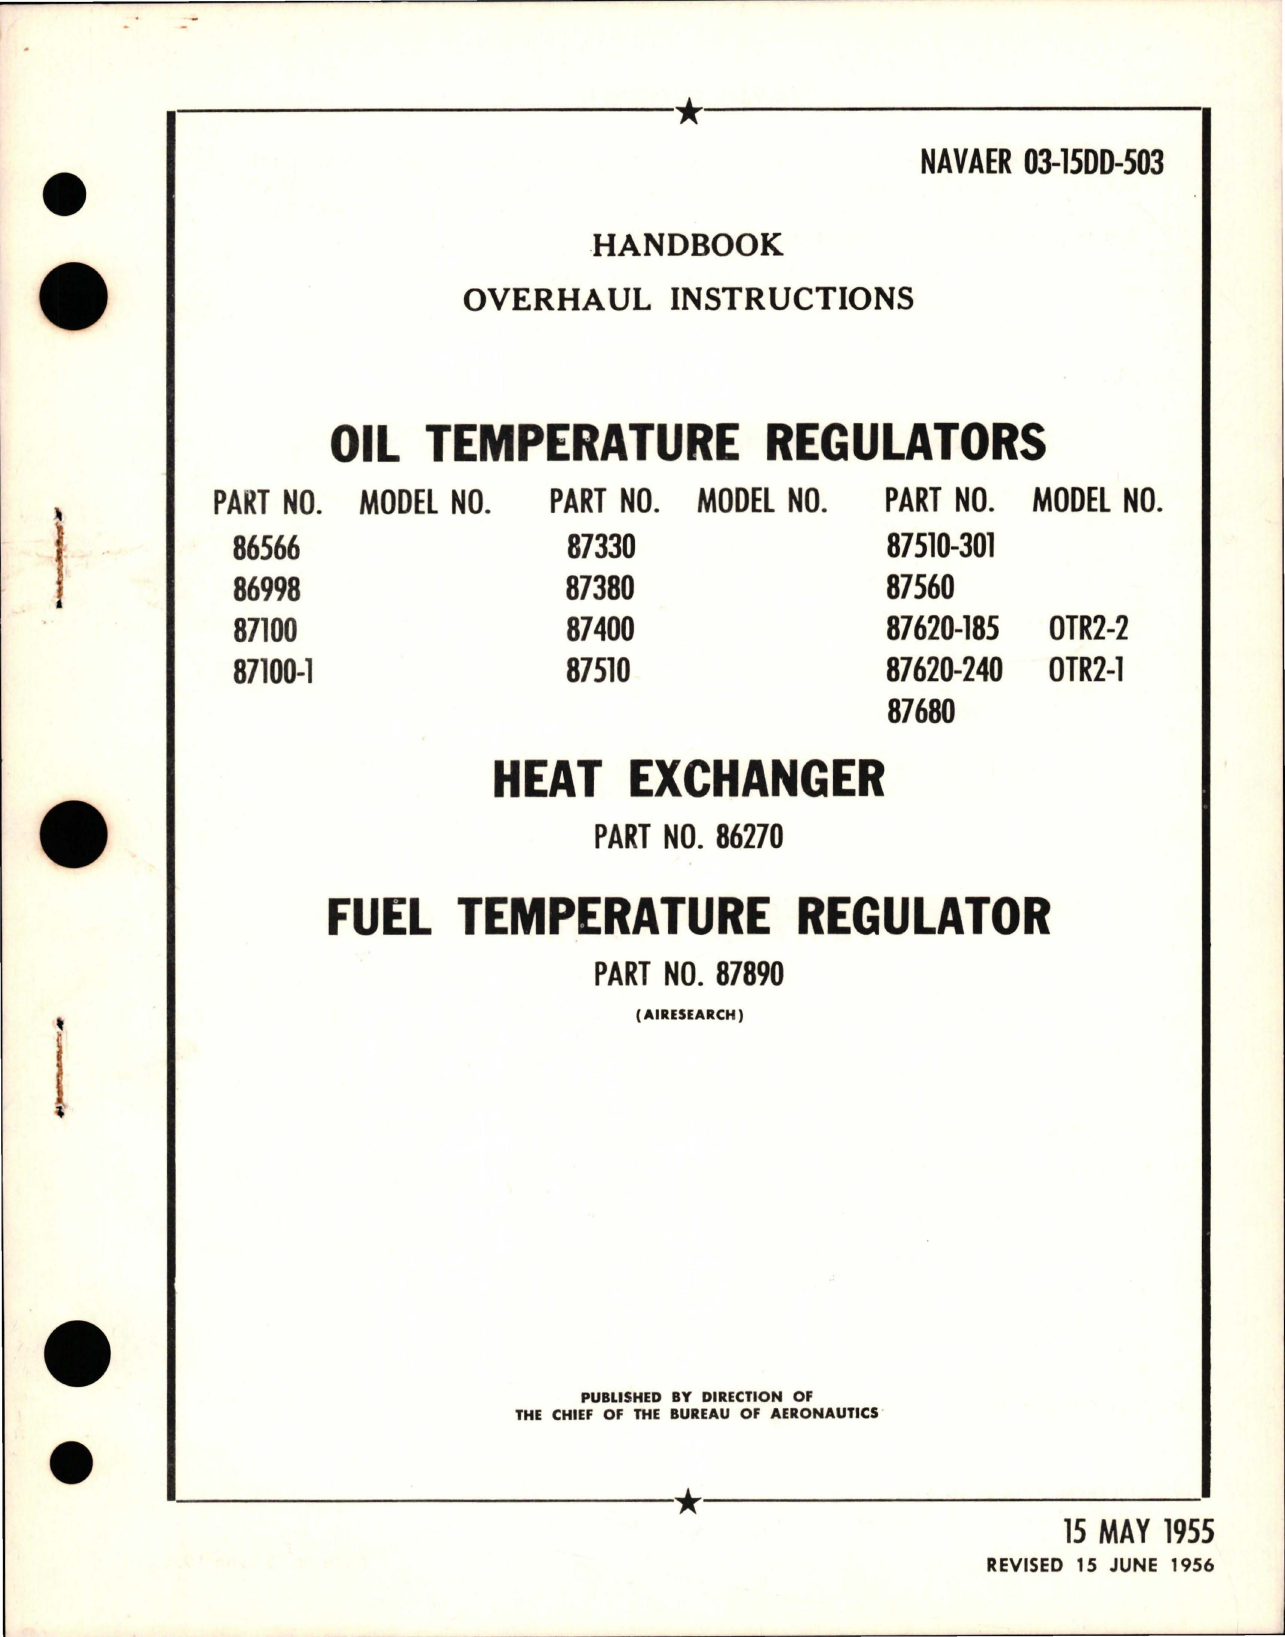 NAVAER 03-15DD-503
HANDBOOK
OVERHAUL INSTRUCTIONS
OIL TEMPERATURE REGULATORS
PART NO. MODEL NO. PART NO. MODEL NO. PART NO. MODEL NO.
86566 87330 87510-301
86998 87380 87560
87100 87400 87620-185 OTR2-2
87100-1 87510 87620-240 OTR2-1
87680
HEAT EXCHANGER
PART NO. 86270
FUEL TEMPERATURE REGULATOR
PART NO. 87890
(AIRESEARCH)
PUBLISHED BY DIRECTION OF
THE CHIEF OF THE BUREAU OF AERONAUTICS
15 MAY 1955
REVISED 15 JUNE 1956